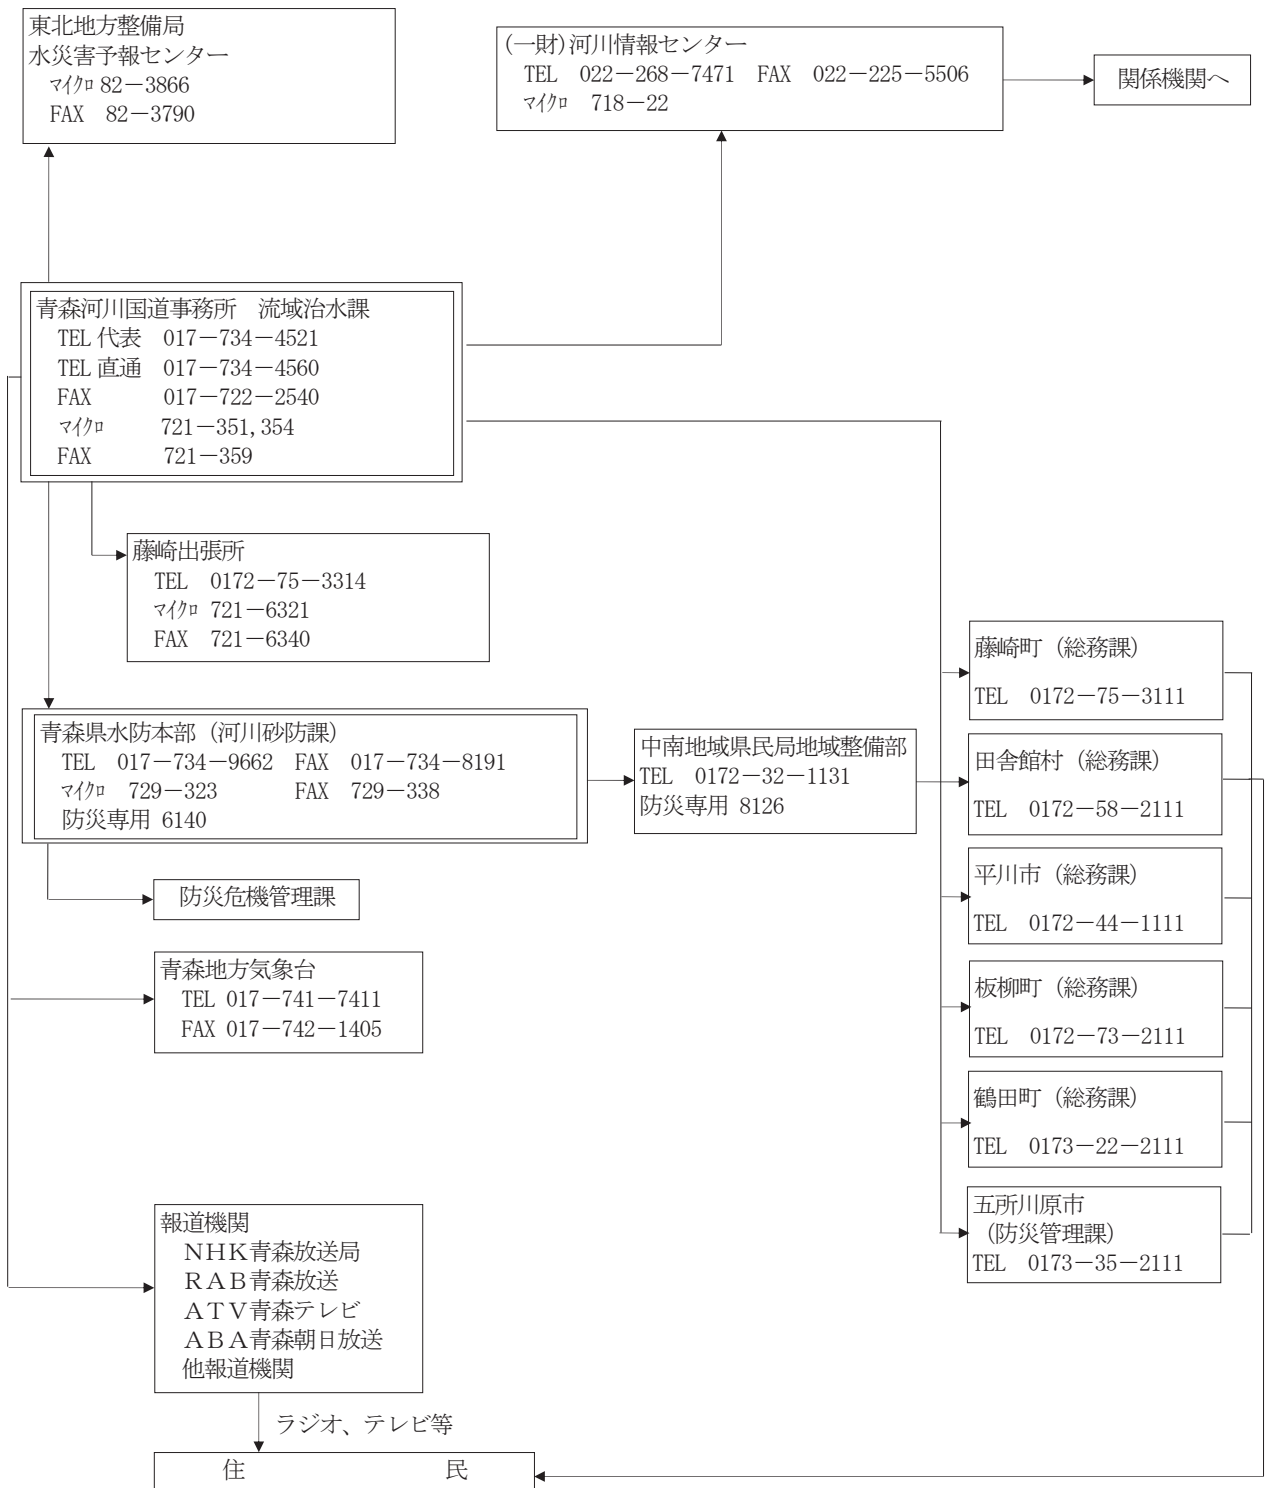 東北地方整備局
水災害予報センター
ﾏｲｸﾛ 82－3866
FAX 82－3790
(一財)河川情報センター
TEL 022－268－7471 FAX 022－225－5506
ﾏｲｸﾛ 718－22
関係機関へ
青森河川国道事務所 流域治水課
TEL 代表 017－734－4521
TEL 直通 017－734－4560
FAX 017－722－2540
ﾏｲｸﾛ 721－351,354
FAX 721－359
藤崎出張所
TEL 0172－75－3314
ﾏｲｸﾛ 721－6321
FAX 721－6340
青森県水防本部（河川砂防課）
TEL 017－734－9662 FAX 017－734－8191
ﾏｲｸﾛ 729－323 FAX 729－338
防災専用 6140
中南地域県民局地域整備部
TEL 0172－32－1131
防災専用 8126
藤崎町（総務課）
TEL 0172－75－3111
田舎館村（総務課）
TEL 0172－58－2111
平川市（総務課）
TEL 0172－44－1111
板柳町（総務課）
TEL 0172－73－2111
鶴田町（総務課）
TEL 0173－22－2111
五所川原市
（防災管理課）
TEL 0173－35－2111
防災危機管理課
青森地方気象台
TEL 017－741－7411
FAX 017－742－1405
報道機関
ＮＨＫ青森放送局
ＲＡＢ青森放送
ＡＴＶ青森テレビ
ＡＢＡ青森朝日放送
他報道機関
ラジオ、テレビ等
住 民